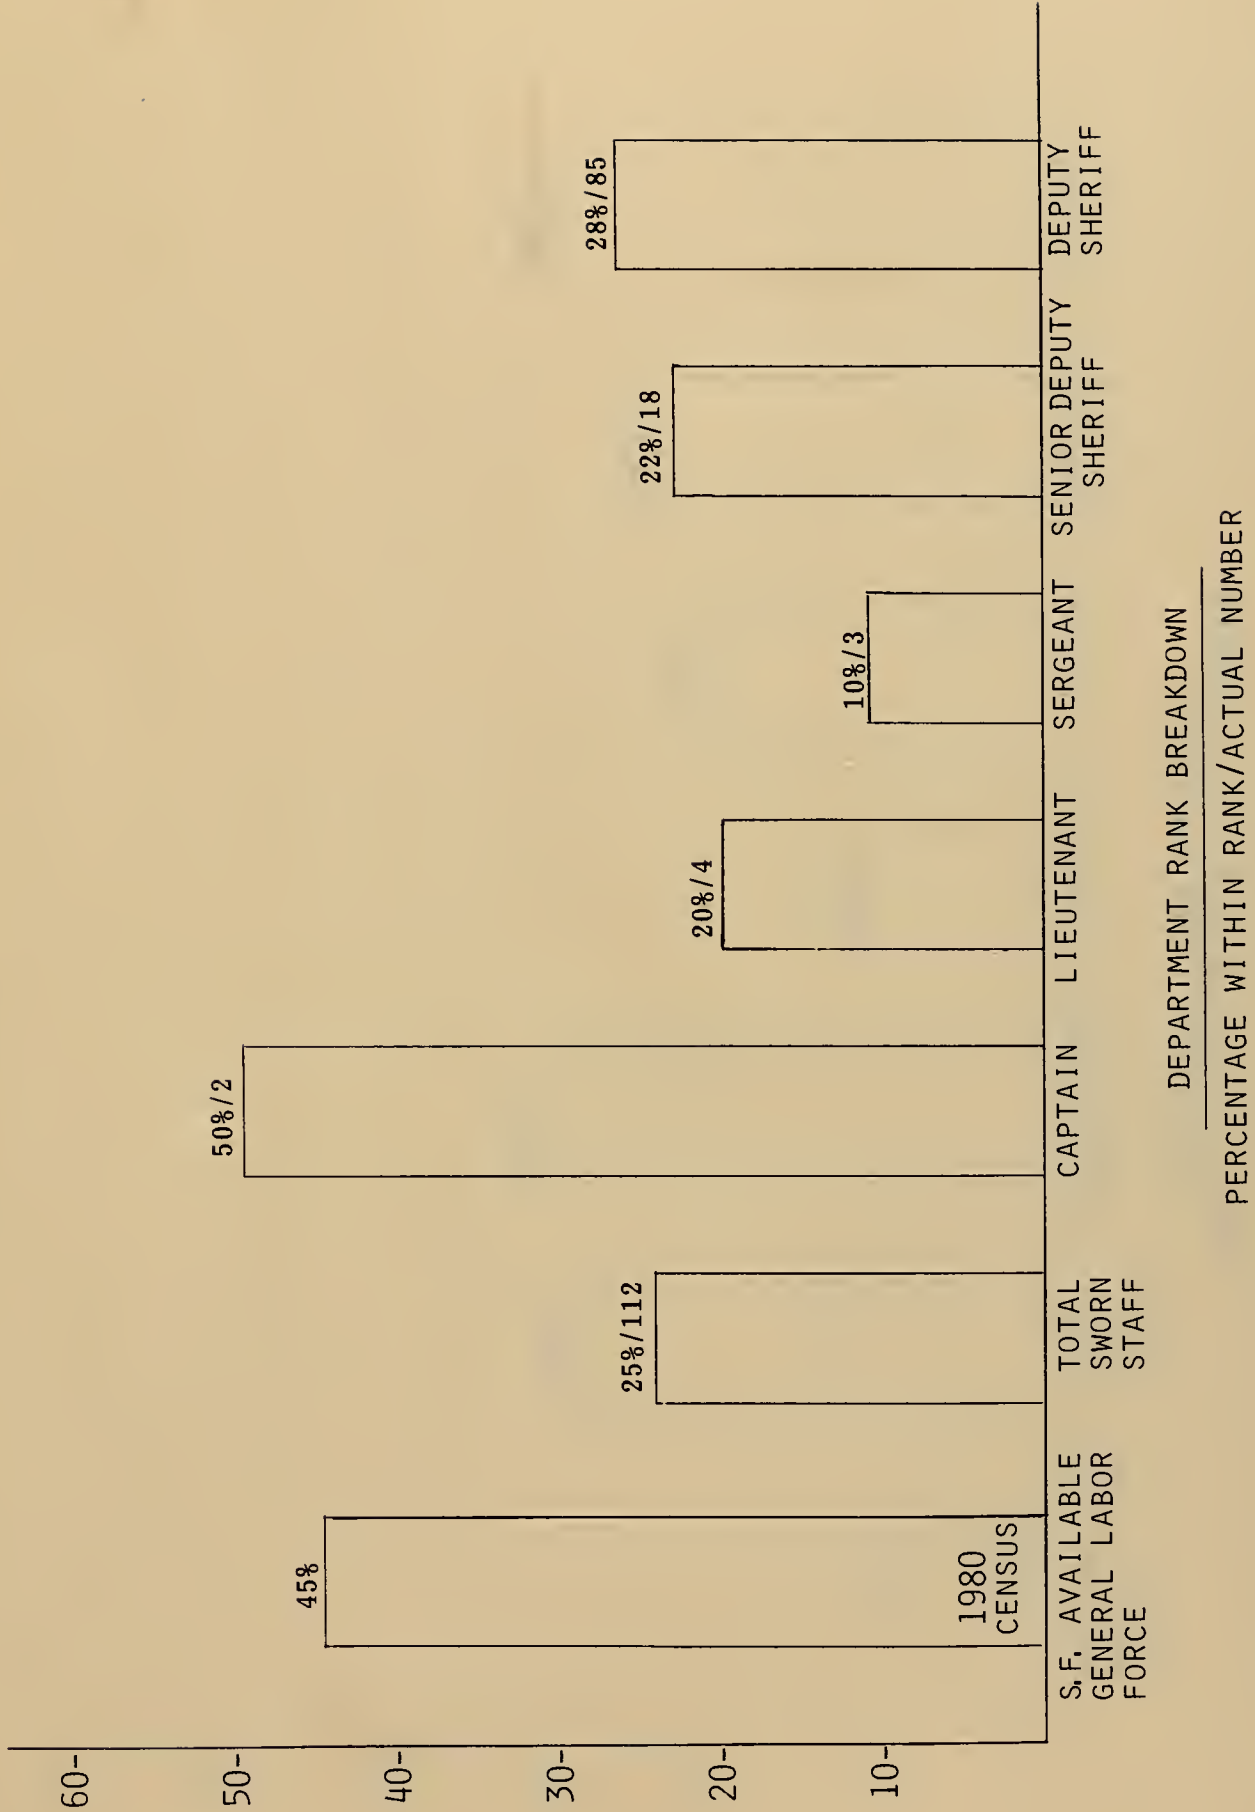 60-
50-
40-
30-
20-
10-
45%
25%/112
50%/2
20%/4
10%/3
22%/18
28%/85
1980
CENSUS
S.F. AVAILABLE
GENERAL LABOR
FORCE
TOTAL
SWORN
STAFF
CAPTAIN
LIEUTENANT
SERGEANT
SENIOR DEPUTY
SHERIFF
DEPUTY
SHERIFF
DEPARTMENT RANK BREAKDOWN
PERCENTAGE WITHIN RANK/ACTUAL NUMBER